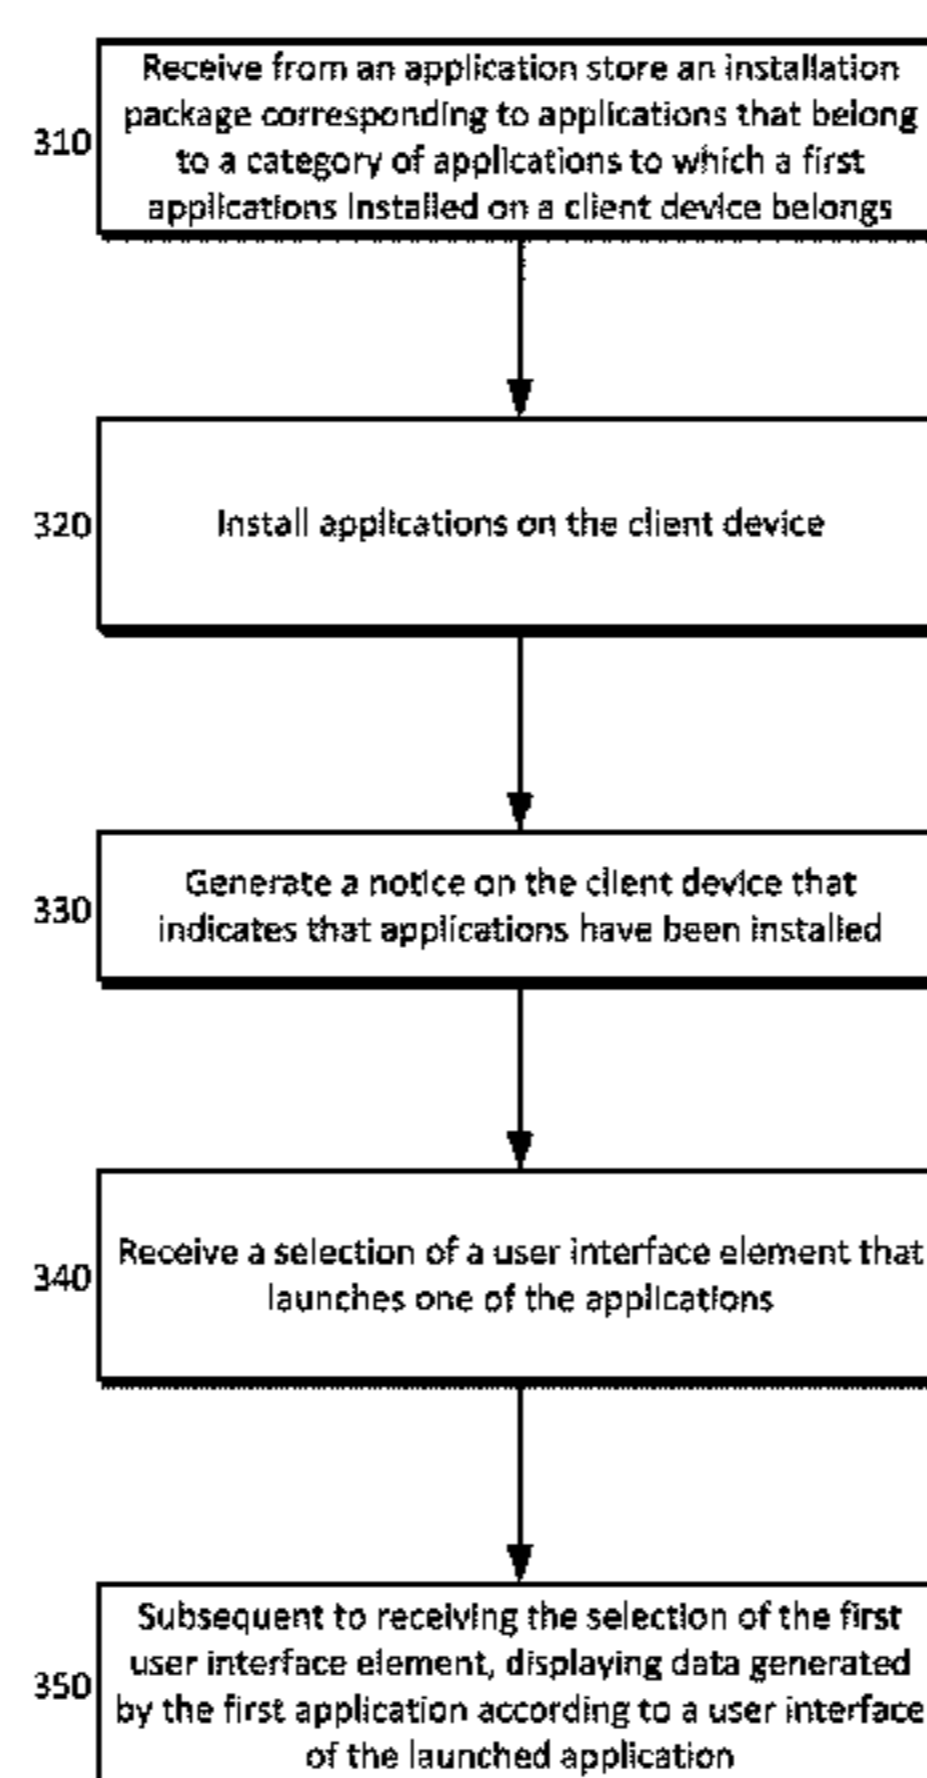 Receive from an application store an installation
package corresponding to applications that belong
310
to a category of applications to which a first
applications installed on a client device belongs
320
Install applications on the client device
Generate a notice on the client device that
330
indicates that applications have been installed
Receive a selection of a user interface element that
340
launches one of the applications
Subsequent to receiving the selection of the first
user interface element, displaying data generated
350
by the first application according to a user interface
of the launched application